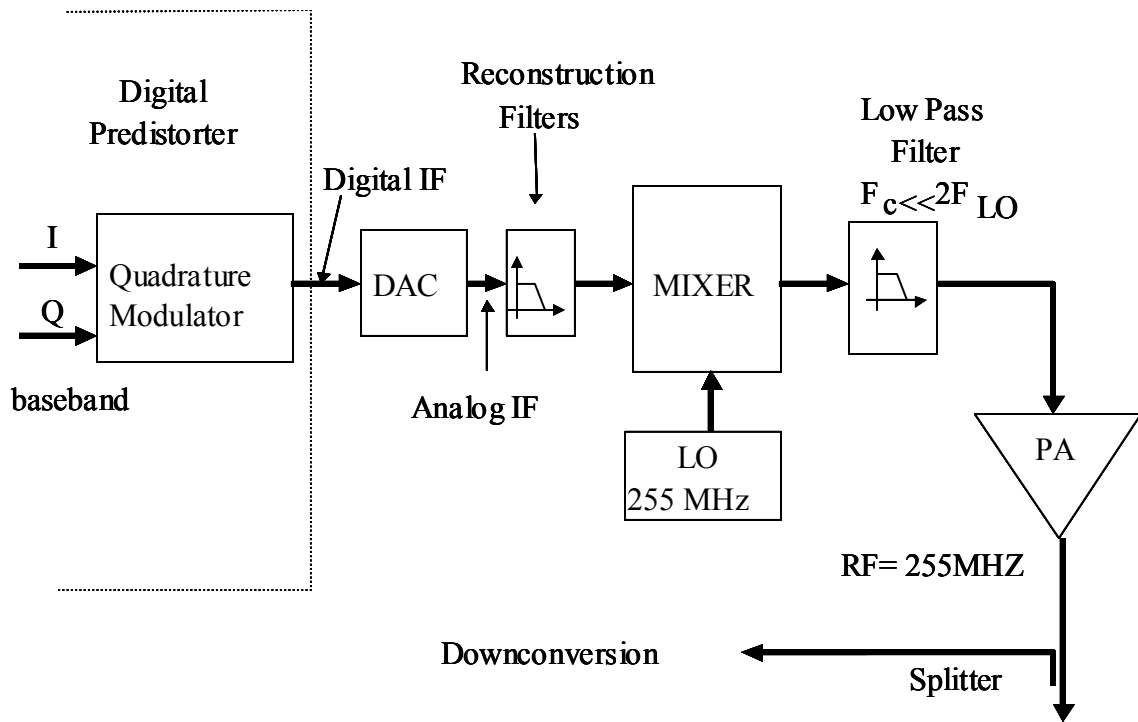 Digital
Predistorter
Reconstruction
Filters
Low Pass
Filter
F c<<2F LO
Digital IF
I
Q
Quadrature
Modulator
DAC
MIXER
baseband
Analog IF
LO
255 MHz
PA
RF= 255MHZ
Downconversion
Splitter